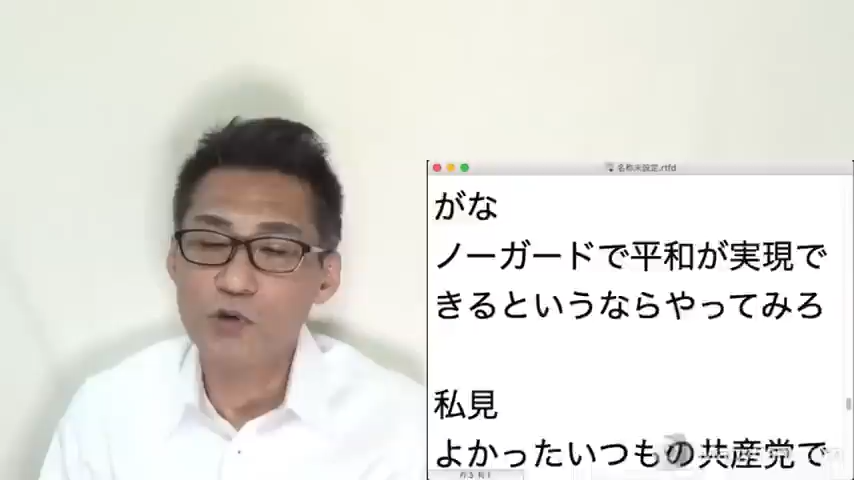 名称未設定.rtfd
がな
ノーガードで平和が実現で
きるというならやってみろ
私見
よかったいつもの共産党で